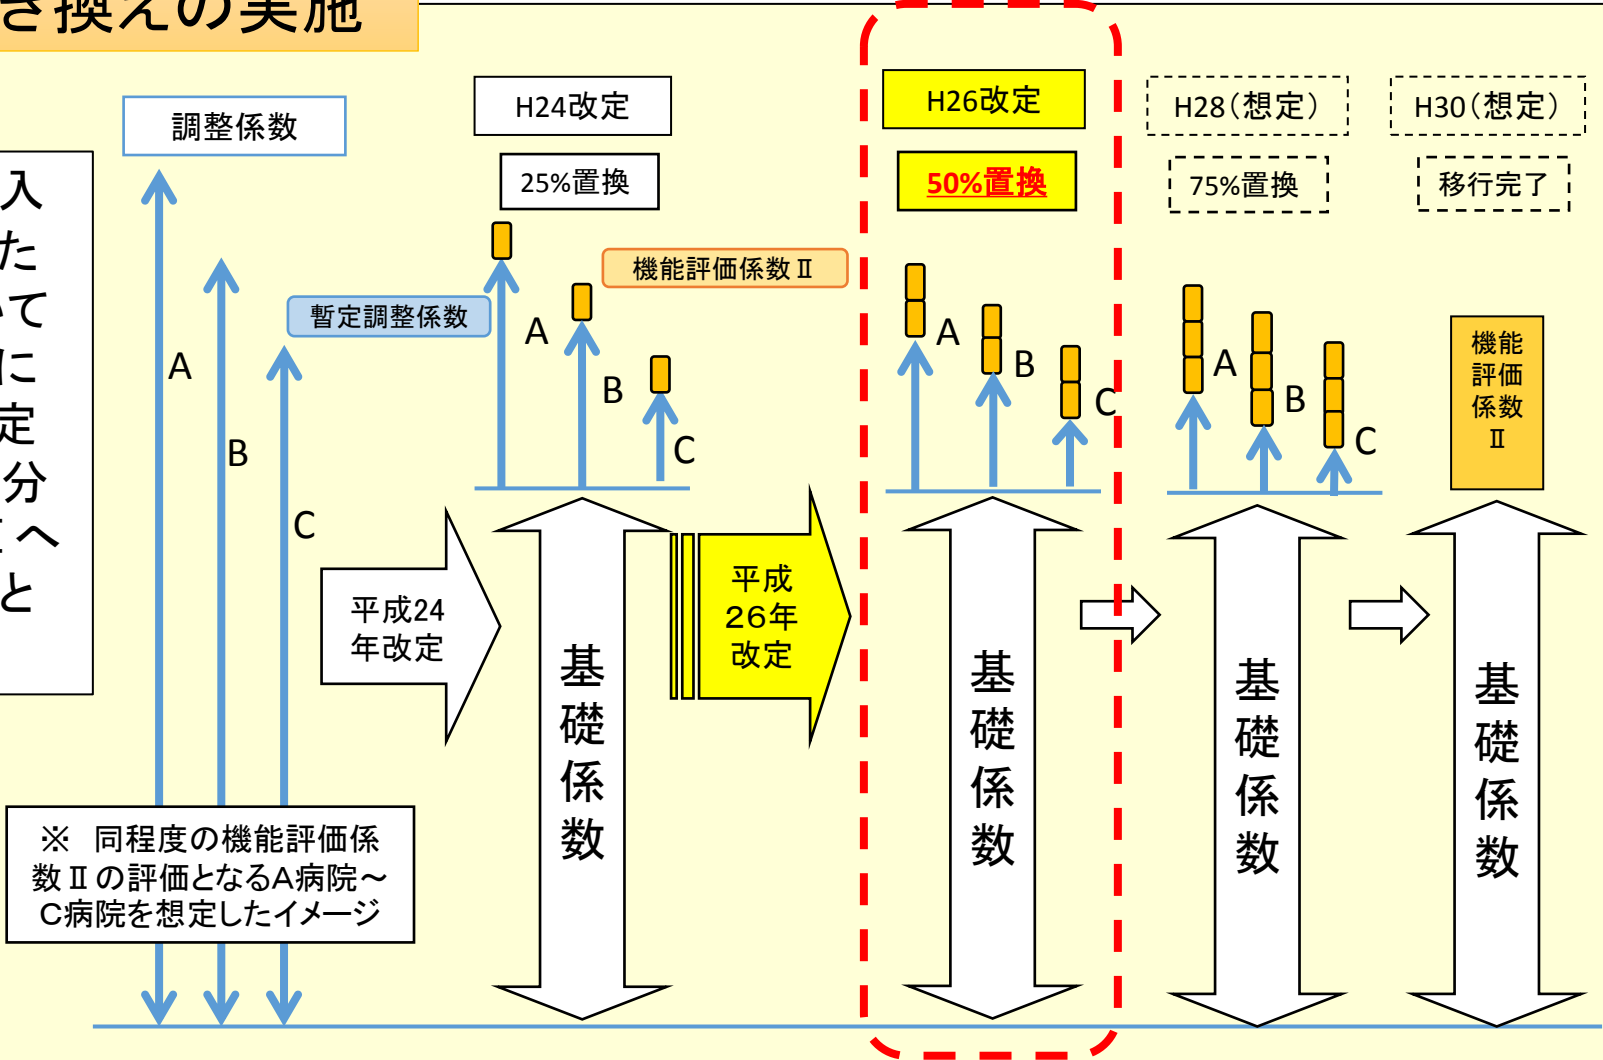 き換えの実施
入
た
いて
に
定
分
Ⅱへ
と
調整係数
A
B
C
※　同程度の機能評価係
数Ⅱの評価となるA病院～
C病院を想定したイメージ
暫定調整係数
平成24
年改定
H24改定
25%置換
機能評価係数Ⅱ
A
B
C
基礎係数
平成
26年
改定
H26改定
50%置換
A
B
C
基礎係数
H28（想定）
75%置換
A
B
C
基礎係数
H30（想定）
移行完了
機能
評価
係数
Ⅱ
基礎係数